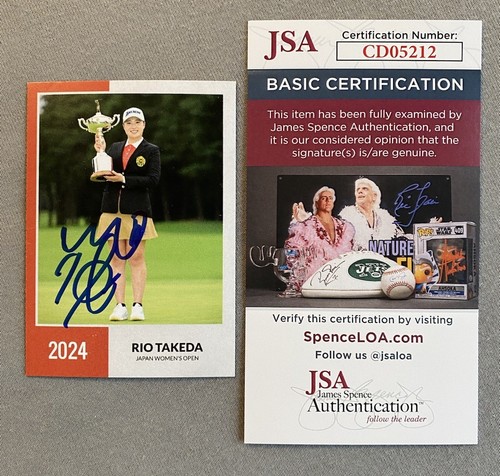 2024
RIO TAKEDA
JAPAN WOMEN'S OPEN
JSA
Certification Number:
CD05212
BASIC CERTIFICATION
This item has been fully examined by
James Spence Authentication, and
it is our considered opinion that the
signature(s) is/are genuine.
NATURE
JETS
Verify this certification by visiting
SpenceLOA.com
Follow us @jsaloa
JSA
James Spence
Authentication™
follow the leader